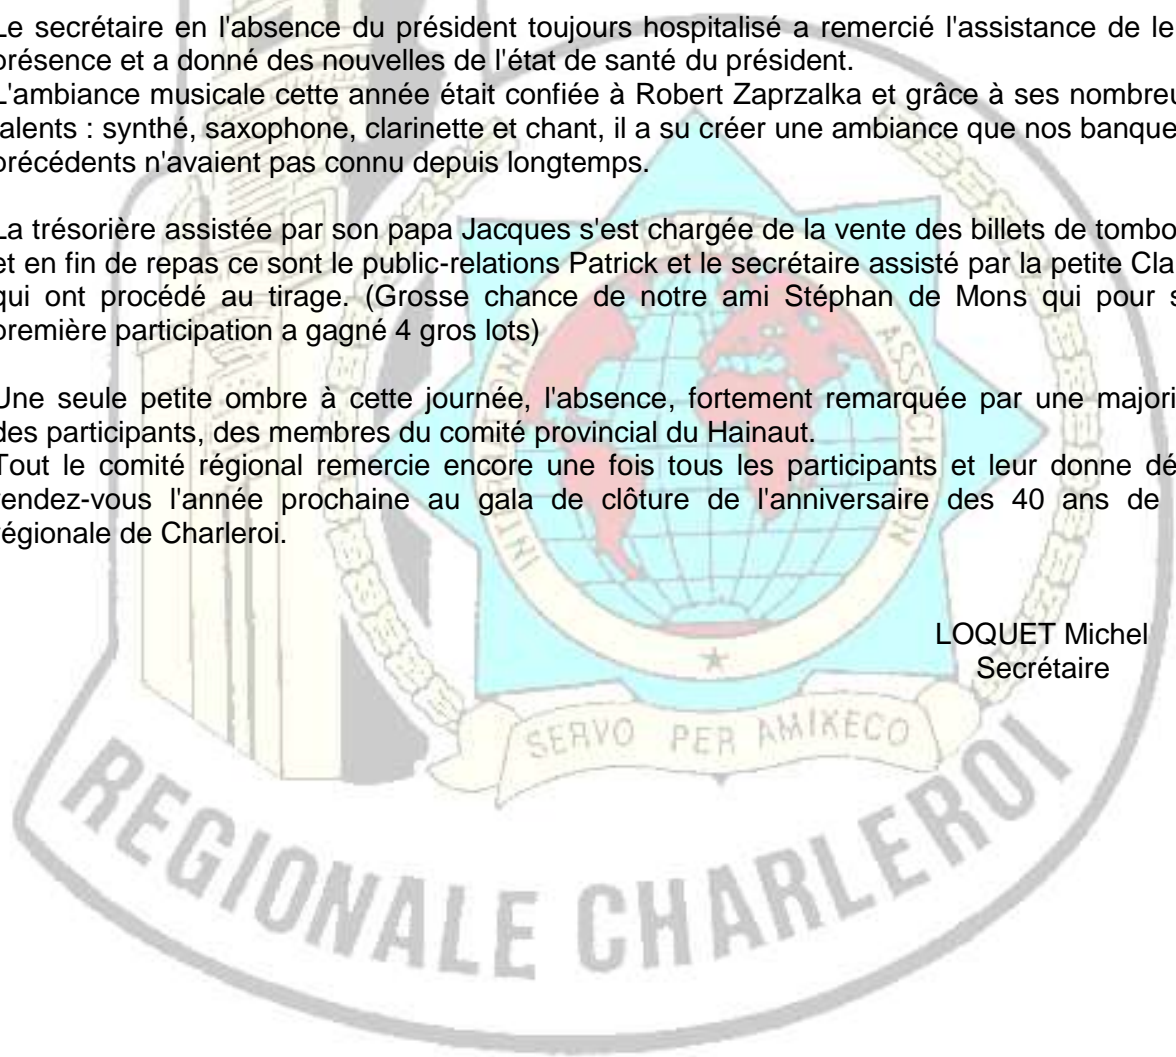 Le secrétaire en l'absence du président toujours hospitalisé a remercié l'assistance de le
présence et a donné des nouvelles de l'état de santé du président.
L'ambiance musicale cette année était confiée à Robert Zaprzalka et grâce à ses nombreu
talents : synthé, saxophone, clarinette et chant, il a su créer une ambiance que nos banque
précédents n'avaient pas connu depuis longtemps.
La trésorière assistée par son papa Jacques s'est chargée de la vente des billets de tombo
et en fin de repas ce sont le public-relations Patrick et le secrétaire assisté par la petite Cla
qui ont procédé au tirage. (Grosse chance de notre ami Stéphan de Mons qui pour s
première participation a gagné 4 gros lots)
Une seule petite ombre à cette journée, l'absence, fortement remarquée par une majori
des participants, des membres du comité provincial du Hainaut.
Tout le comité régional remercie encore une fois tous les participants et leur donne dé
rendez-vous l'année prochaine au gala de clôture de l'anniversaire des 40 ans de
régionale de Charleroi.
LOQUET Michel
Secrétaire
ASSOCIATION
SERVO PER AMIKECO
REGIONALE CHARLEROI